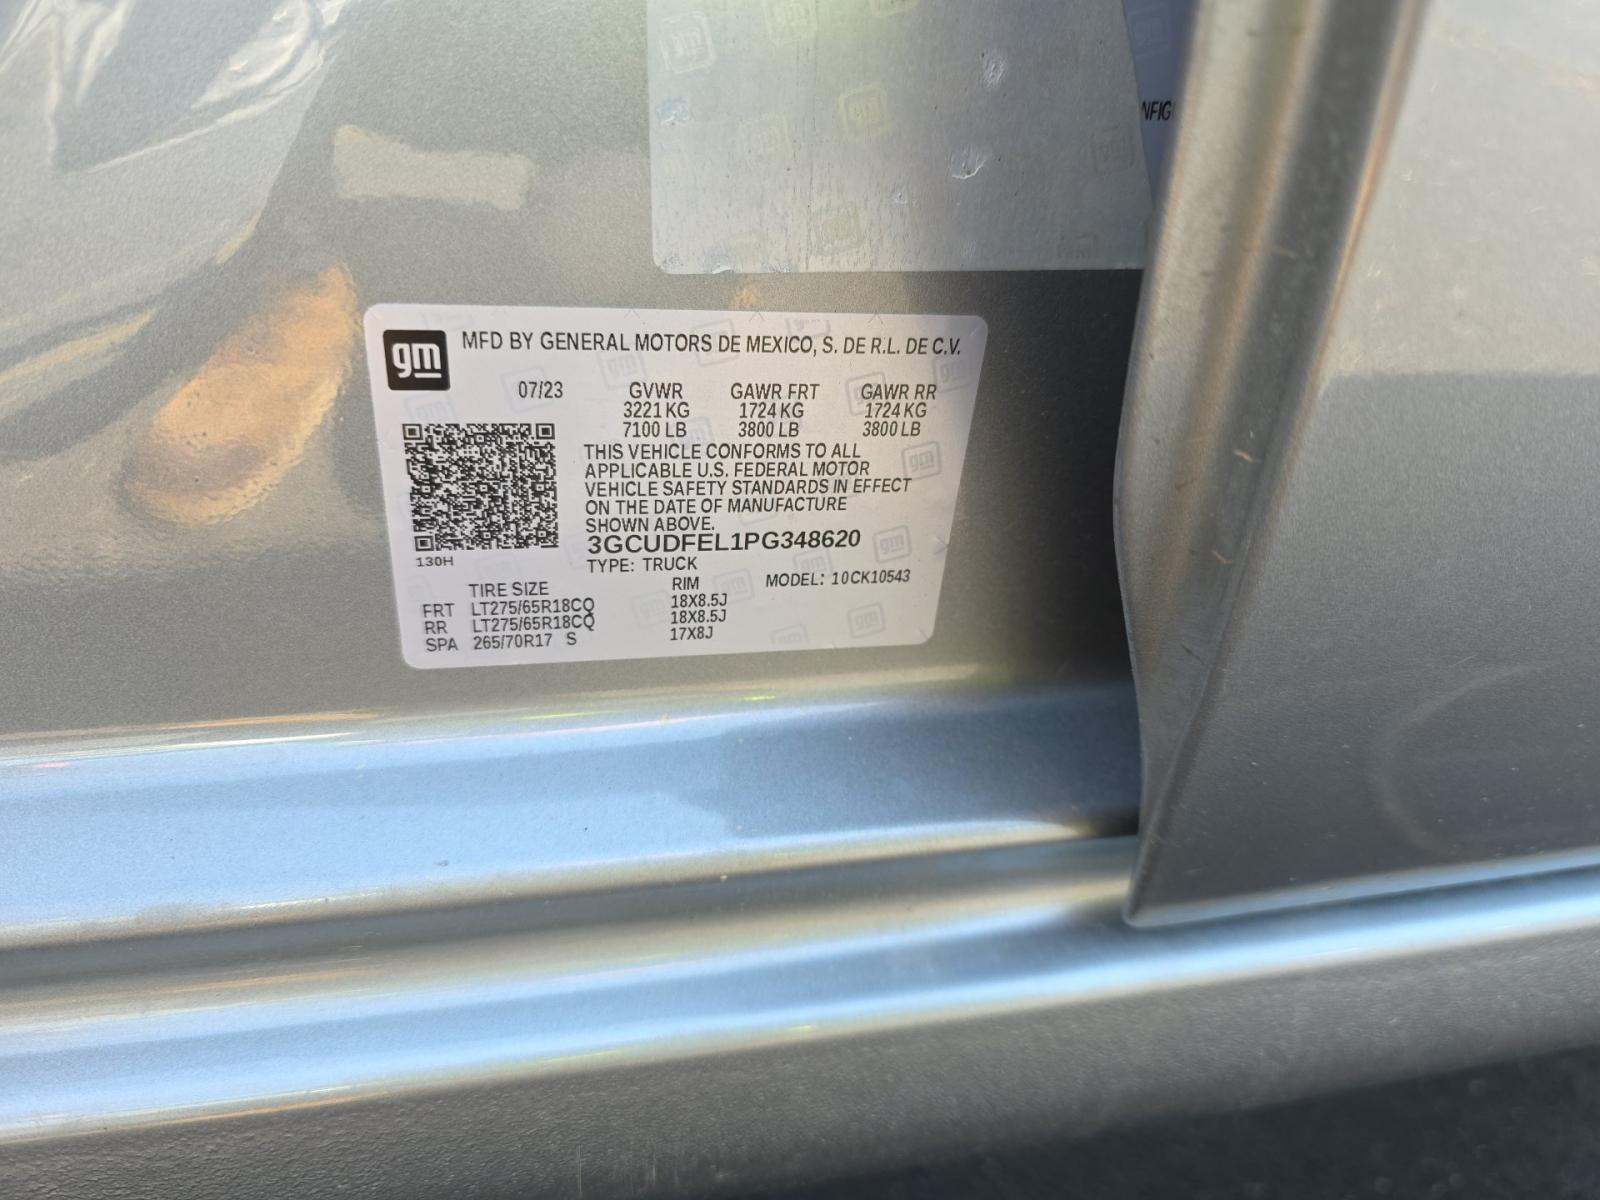 NFIG
gm
MFD BY GENERAL MOTORS DE MEXICO, S. DE R.L. DE C.V.
07/23 GVWR GAWR FRT GAWR RR
3221 KG 1724 KG 1724 KG
7100 LB 3800 LB 3800 LB
THIS VEHICLE CONFORMS TO ALL
APPLICABLE U.S. FEDERAL MOTOR
VEHICLE SAFETY STANDARDS IN EFFECT
ON THE DATE OF MANUFACTURE
SHOWN ABOVE.
3GCUDFEL1PG348620
130H
TYPE: TRUCK
TIRE SIZE RIM MODEL: 10CK10543
FRT LT275/65R18CQ 18X8.5J
RR LT275/65R18CQ 18X8.5J
SPA 265/70R17 S 17X8J